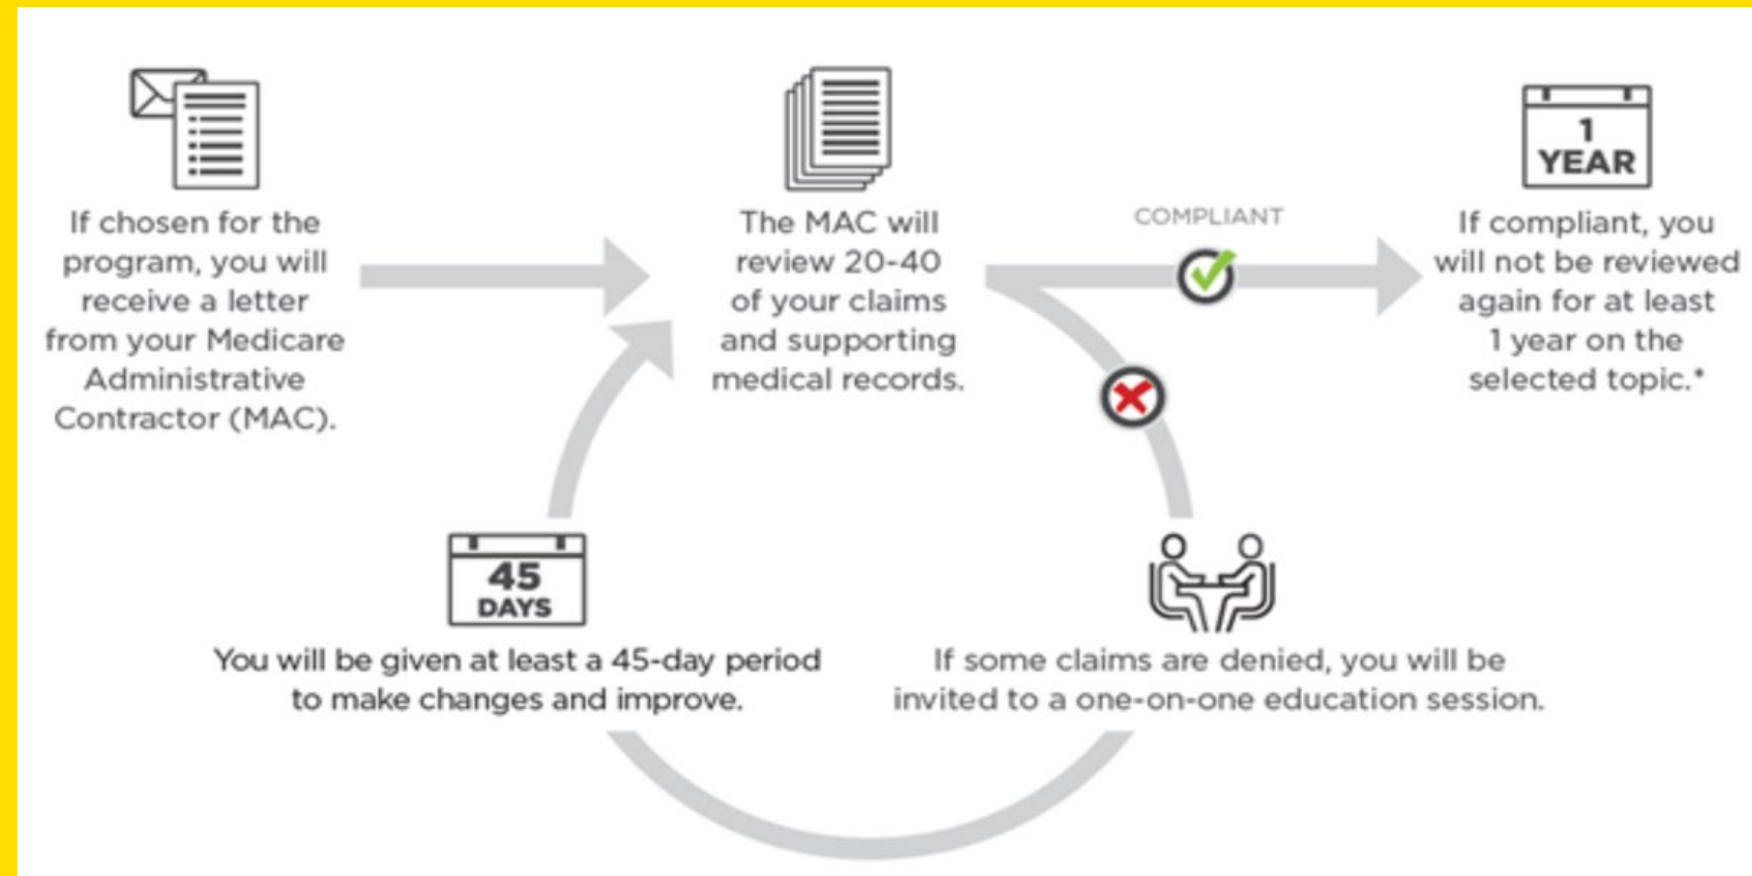 If chosen for the
program, you will
receive a letter
from your Medicare
Administrative
Contractor (MAC).
The MAC will
review 20-40
of your claims
and supporting
medical records.
COMPLIANT
1
YEAR
If compliant, you
will not be reviewed
again for at least
1 year on the
selected topic.*
45
DAYS
You will be given at least a 45-day period
to make changes and improve.
If some claims are denied, you will be
invited to a one-on-one education session.